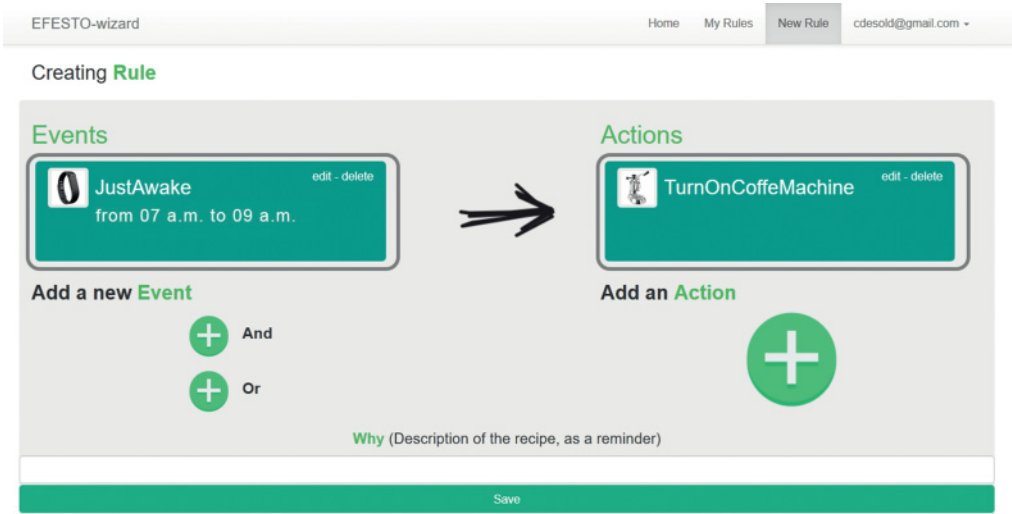 EFESTO-wizard
Home My Rules New Rule cdesold@gmail.com
Creating Rule
Events
JustAwake
edit - delete
from 07 a.m. to 09 a.m.
Actions
TurnOnCoffeMachine
edit - delete
Add a new Event
And
Or
Add an Action
Why (Description of the recipe, as a reminder)
Save